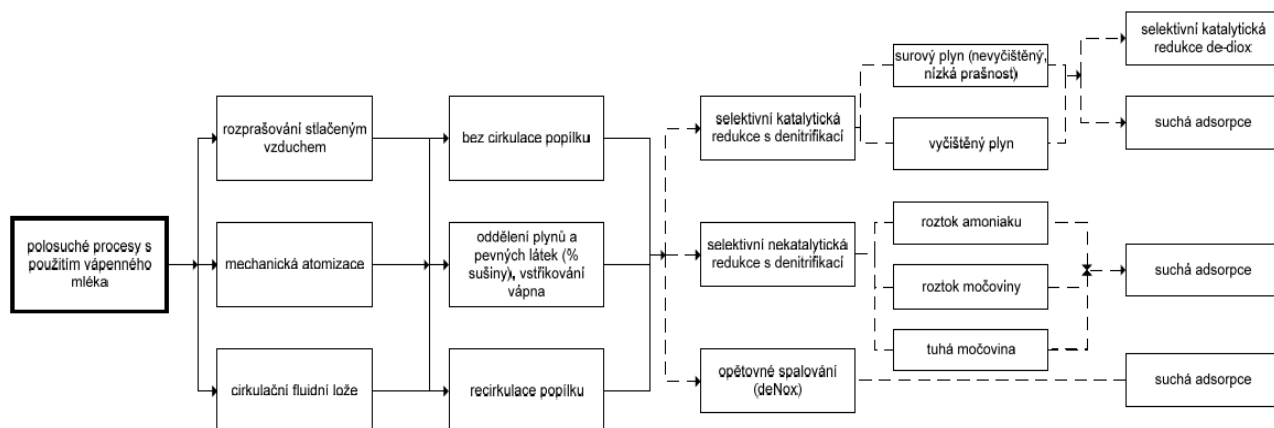 polosuché procesy s
použitím vápenného
mléka
rozprašování stlačeným
vzduchem
mechanická atomizace
cirkulační fluidní lože
bez cirkulace popílku
oddělení plynů a
pevných látek (%
sušiny), vstřikování
vápna
recirkulace popílku
selektivní katalytická
redukce s denitrifikací
selektivní nekatalytická
redukce s denitrifikací
opětovné spalování
(deNox)
surový plyn (nevyčištěný,
nízká prašnost)
vyčištěný plyn
roztok amoniaku
roztok močoviny
tuhá močovina
selektivní katalytická
redukce de-diox
suchá adsorpce
suchá adsorpce
suchá adsorpce